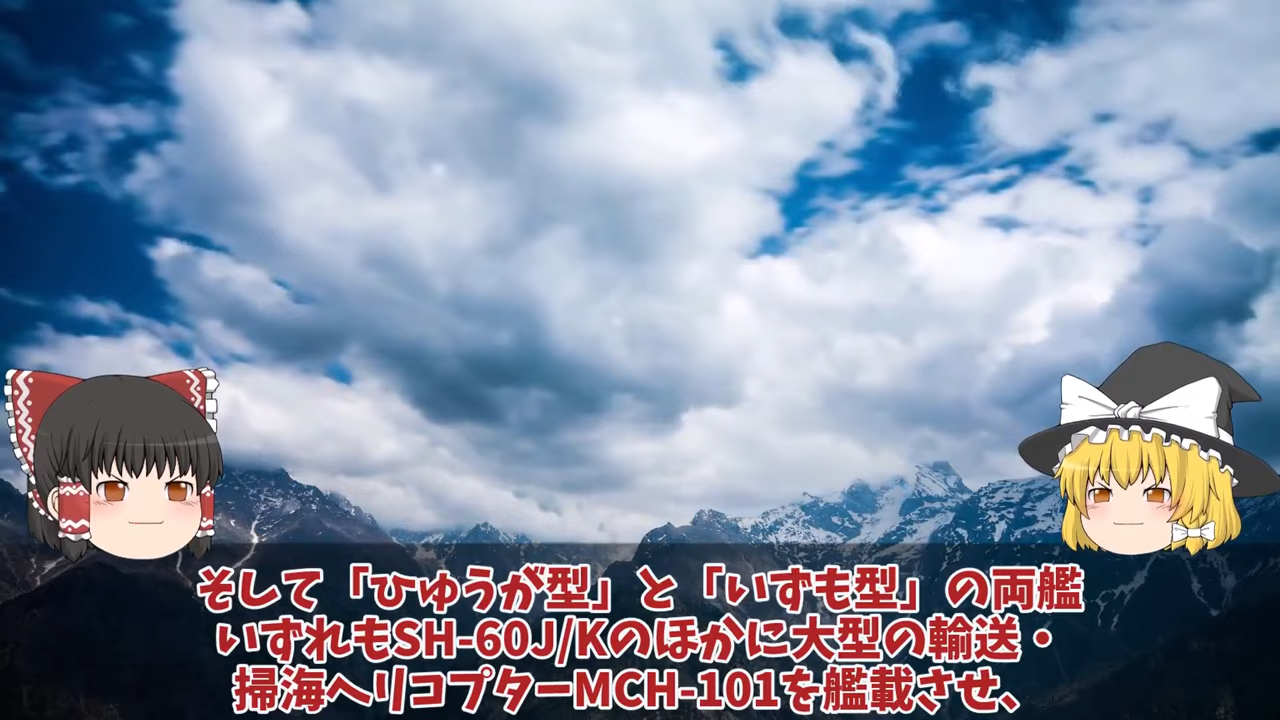 そして「ひゅうが型」と「いずも型」の両艦
いずれもSH-60J/Kのほかに大型の輸送・
掃海ヘリコプターMCH-101を艦載させ、